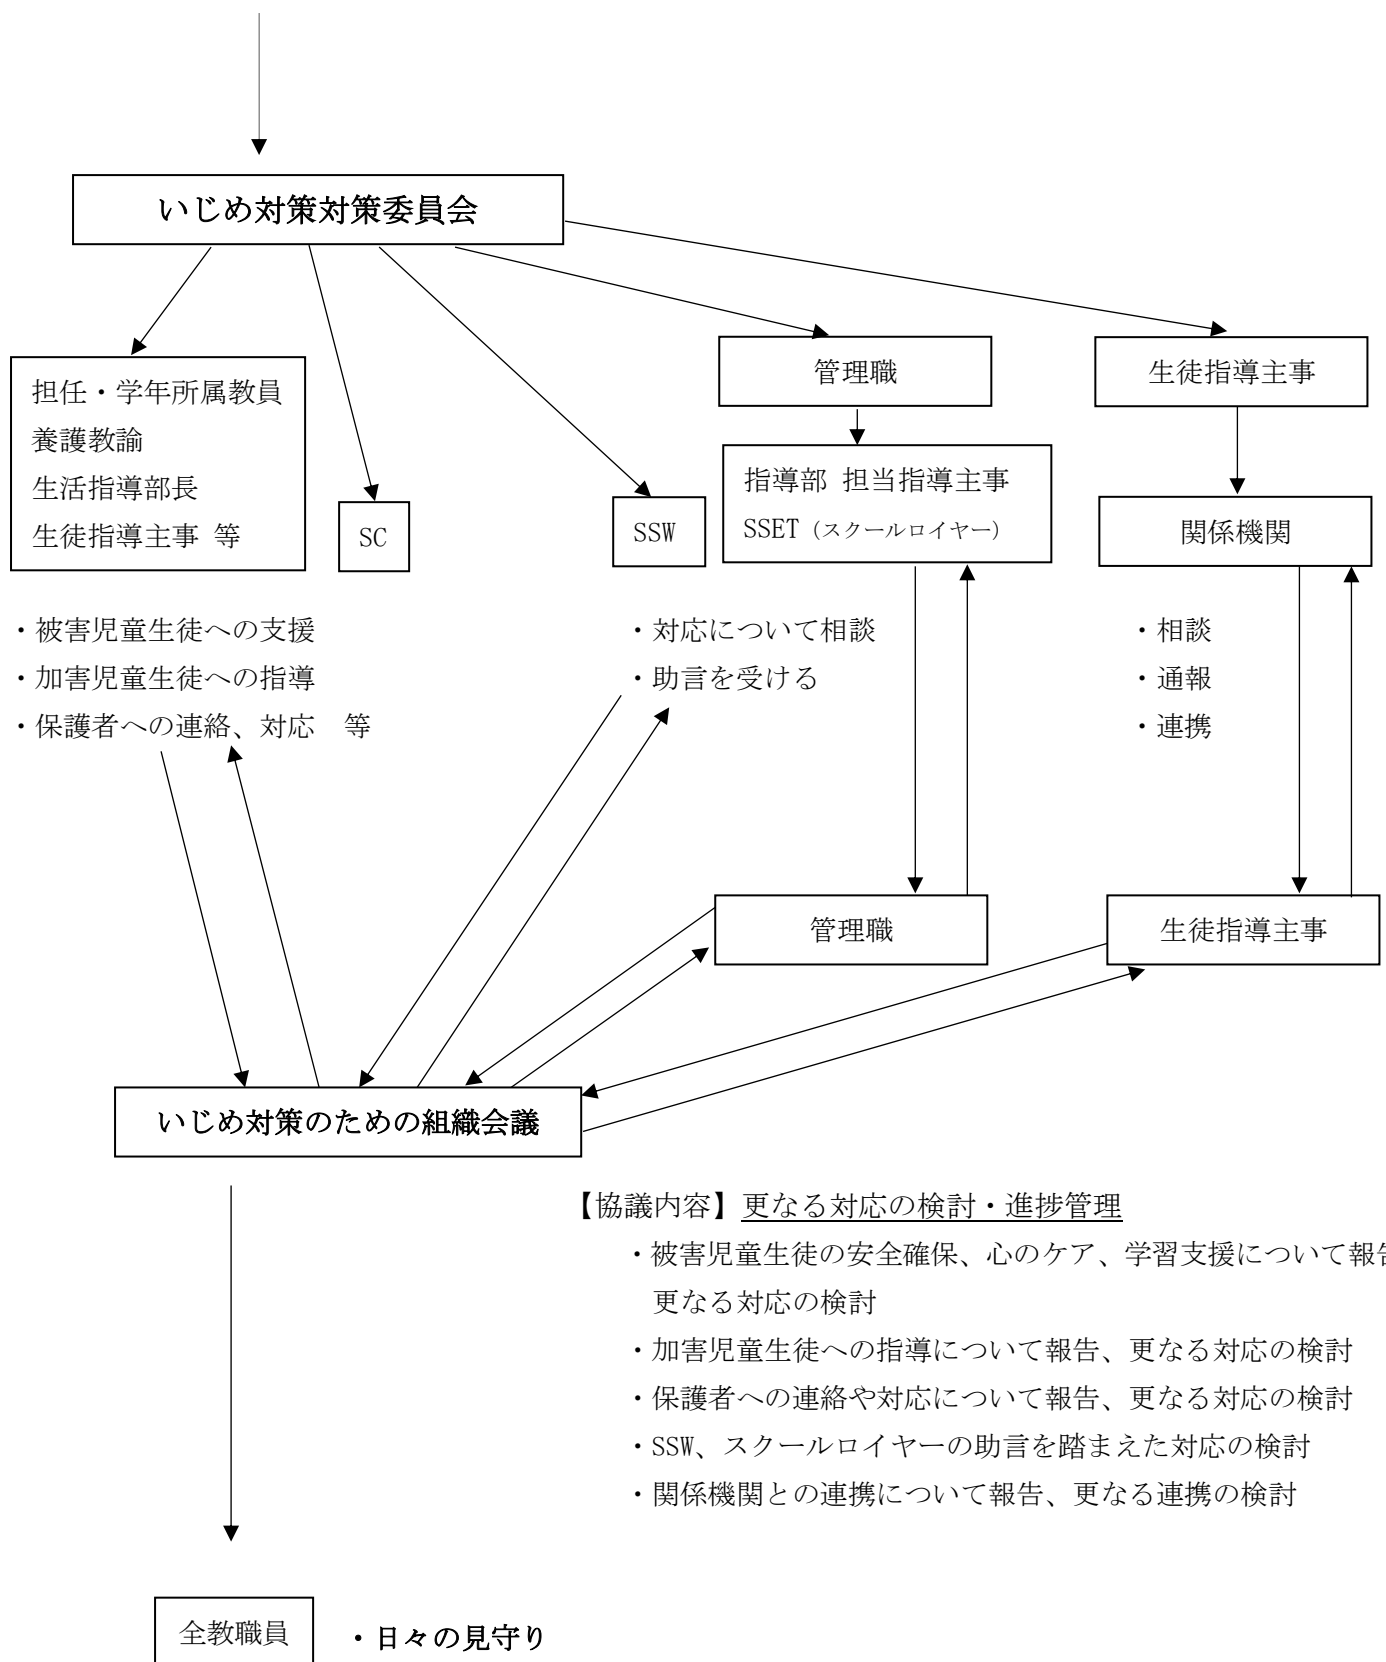 いじめ対策対策委員会
管理職
生徒指導主事
担任・学年所属教員
養護教諭
生活指導部長
生徒指導主事 等
SC
SSW
指導部 担当指導主事
SSET（スクールロイヤー）
関係機関
・被害児童生徒への支援
・加害児童生徒への指導
・保護者への連絡、対応　等
・対応について相談
・助言を受ける
・相談
・通報
・連携
管理職
生徒指導主事
いじめ対策のための組織会議
【協議内容】更なる対応の検討・進捗管理
・被害児童生徒の安全確保、心のケア、学習支援について報告
更なる対応の検討
・加害児童生徒への指導について報告、更なる対応の検討
・保護者への連絡や対応について報告、更なる対応の検討
・SSW、スクールロイヤーの助言を踏まえた対応の検討
・関係機関との連携について報告、更なる連携の検討
全教職員
・日々の見守り